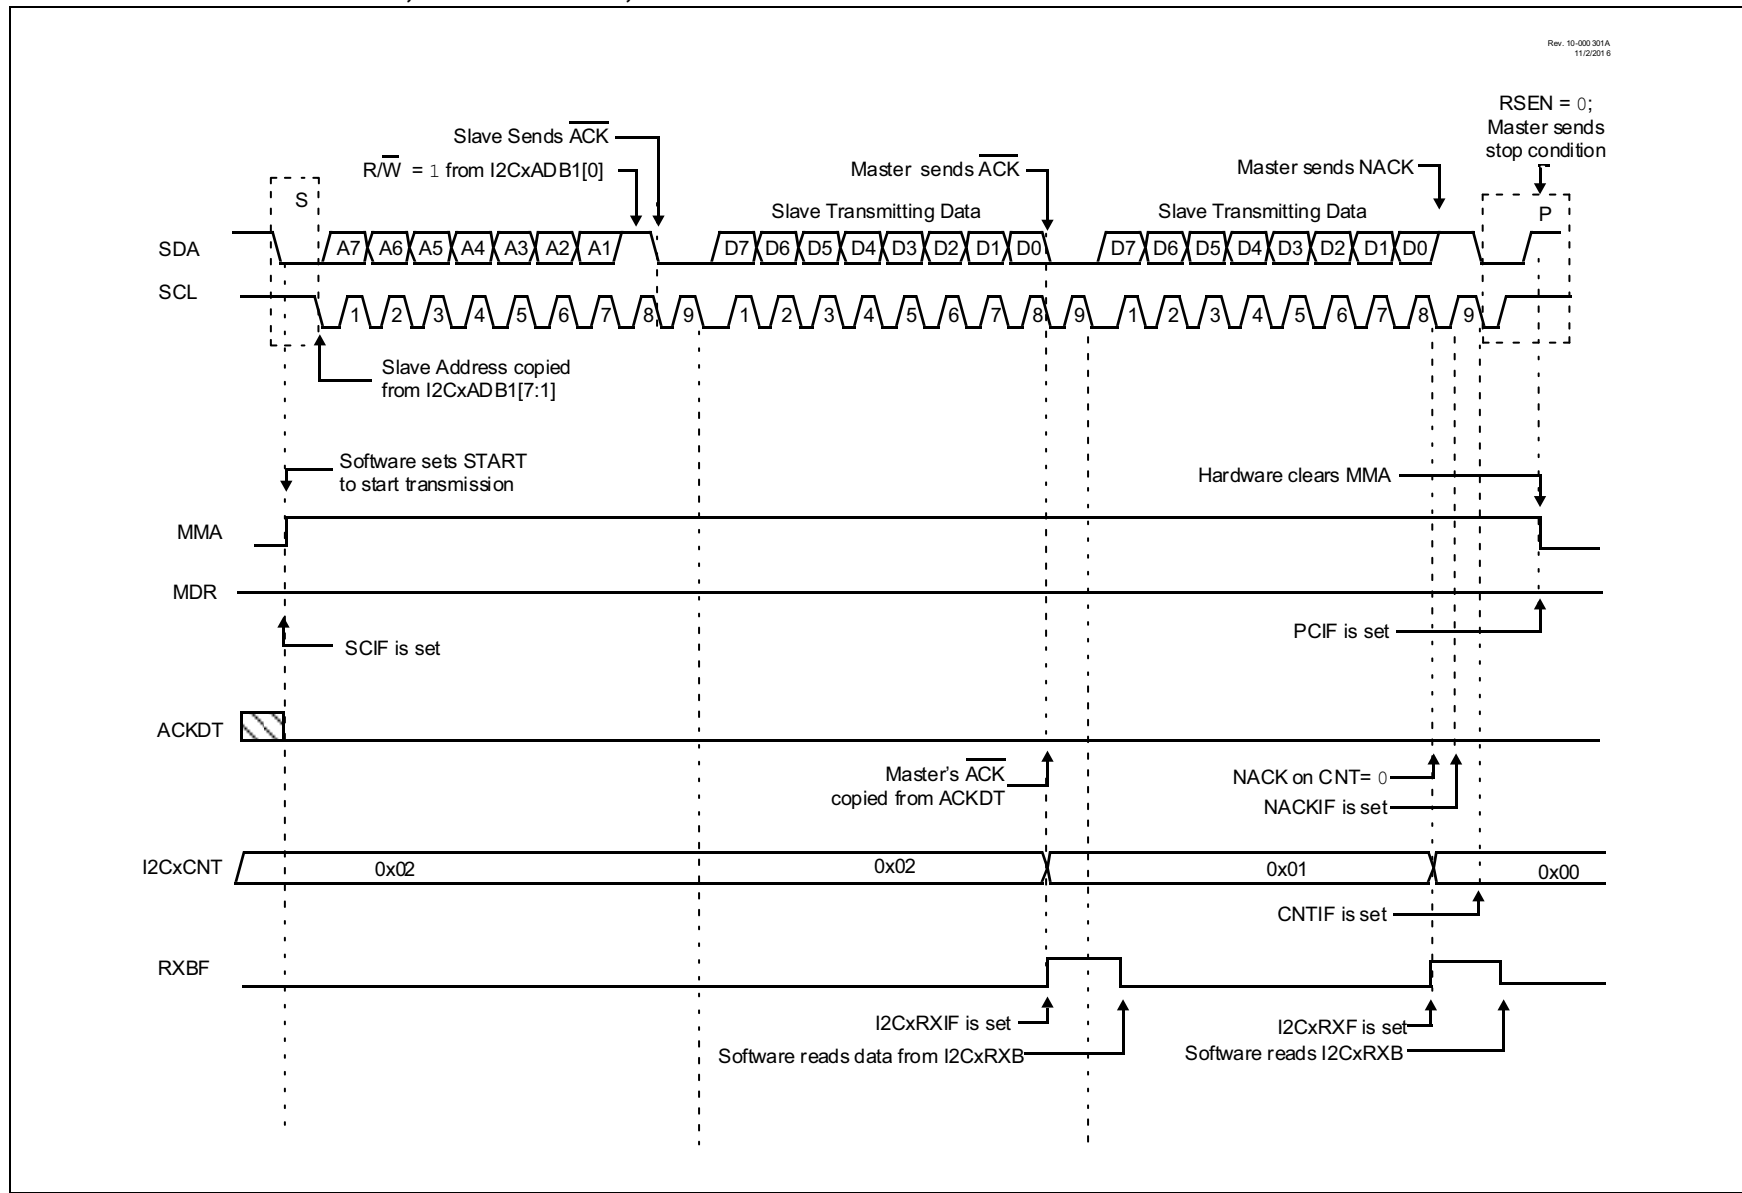 Rev. 10-000301A
11/2/2016
RSEN = 0;
Master sends
stop condition
Slave Sends ACK
R/W = 1 from I2CxADB1[0]
Master sends ACK
Master sends NACK
S
Slave Transmitting Data
Slave Transmitting Data
P
SDA
A7 A6 A5 A4 A3 A2 A1
D7 D6 D5 D4 D3 D2 D1 D0
D7 D6 D5 D4 D3 D2 D1 D0
SCL
1 2 3 4 5 6 7 8 9
1 2 3 4 5 6 7 8 9
1 2 3 4 5 6 7 8 9
Slave Address copied
from I2CxADB1[7:1]
Software sets START
to start transmission
Hardware clears MMA
MMA
MDR
SCIF is set
PCIF is set
ACKDT
Master's ACK
copied from ACKDT
NACK on CNT= 0
NACKIF is set
I2CxCNT
0x02
0x02
0x01
0x00
CNTIF is set
RXBF
I2CxRXIF is set
Software reads data from I2CxRXB
I2CxRXF is set
Software reads I2CxRXB